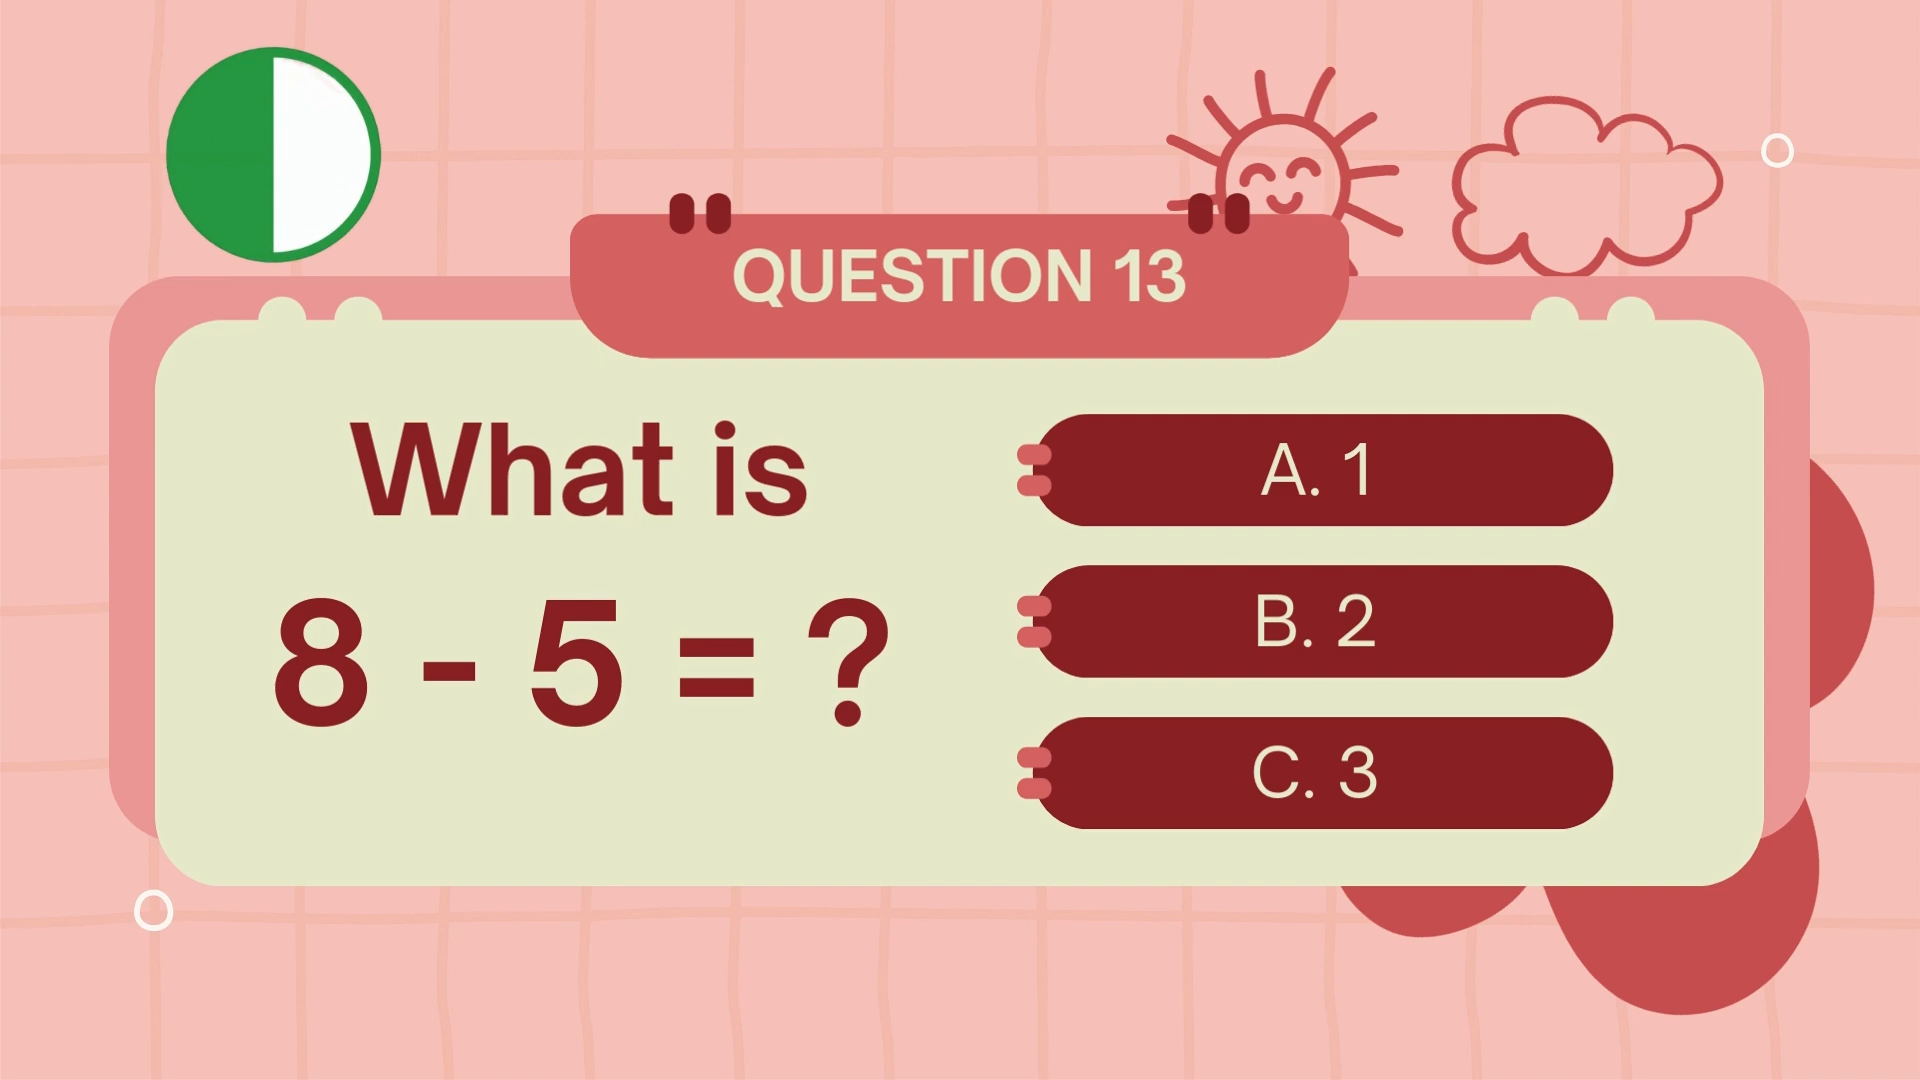 QUESTION 13
What is
8 - 5 = ?
A. 1
B. 2
C. 3